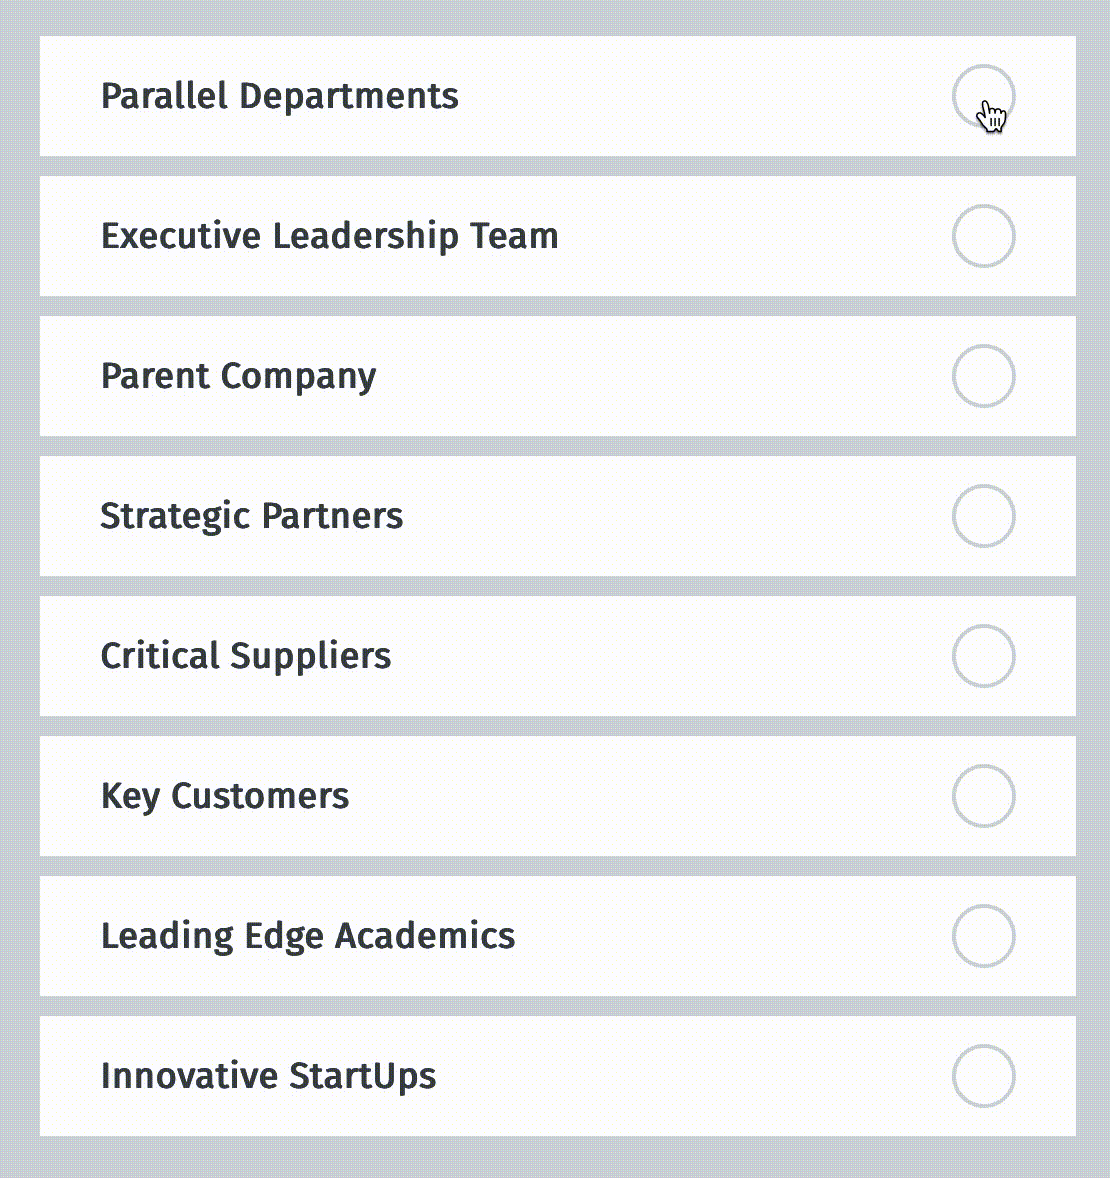 Parallel Departments
Executive Leadership Team
Parent Company
Strategic Partners
Critical Suppliers
Key Customers
Leading Edge Academics
Innovative StartUps